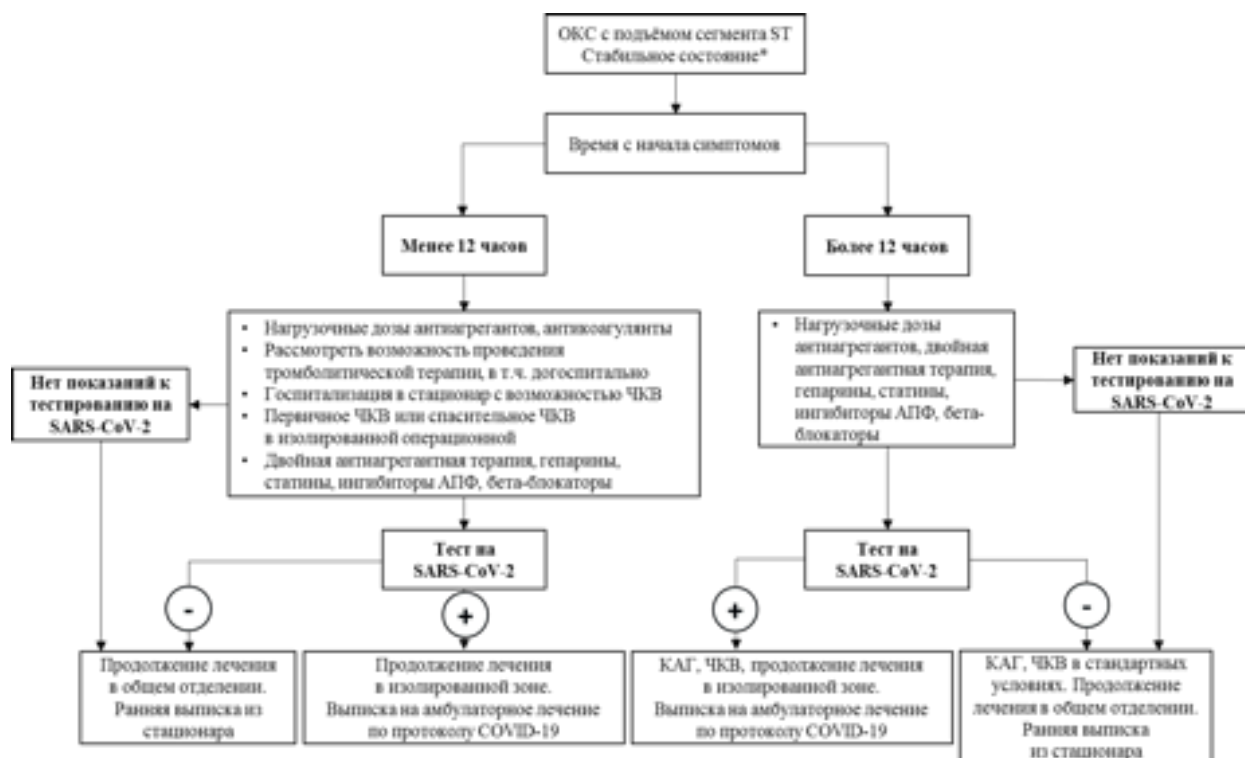 ОКС с подъёмом сегмента ST
Стабильное состояние*
Время с начала симптомов
Менее 12 часов
Более 12 часов
• Нагрузочные дозы антиагрегантов, антикоагулянты
• Рассмотреть возможность проведения
тромболитической терапии, в т.ч. догоспитально
• Госпитализация в стационар с возможностью ЧКВ
• Первичное ЧКВ или спасительное ЧКВ
в изолированной операционной
• Двойная антиагрегантная терапия, гепарины,
статины, ингибиторы АПФ, бета-блокаторы
• Нагрузочные дозы
антиагрегантов, двойная
антиагрегантная терапия,
гепарины, статины,
ингибиторы АПФ, бета-
блокаторы
Нет показаний к
тестированию на
SARS-CoV-2
Нет показаний к
тестированию на
SARS-CoV-2
Тест на
SARS-CoV-2
Тест на
SARS-CoV-2
-
+
+
-
Продолжение лечения
в общем отделении.
Ранняя выписка из
стационара
Продолжение лечения
в изолированной зоне.
Выписка на амбулаторное лечение
по протоколу COVID-19
КАГ, ЧКВ, продолжение лечения
в изолированной зоне.
Выписка на амбулаторное лечение
по протоколу COVID-19
КАГ, ЧКВ в стандартных
условиях. Продолжение
лечения в общем отделении.
Ранняя выписка
из стационара